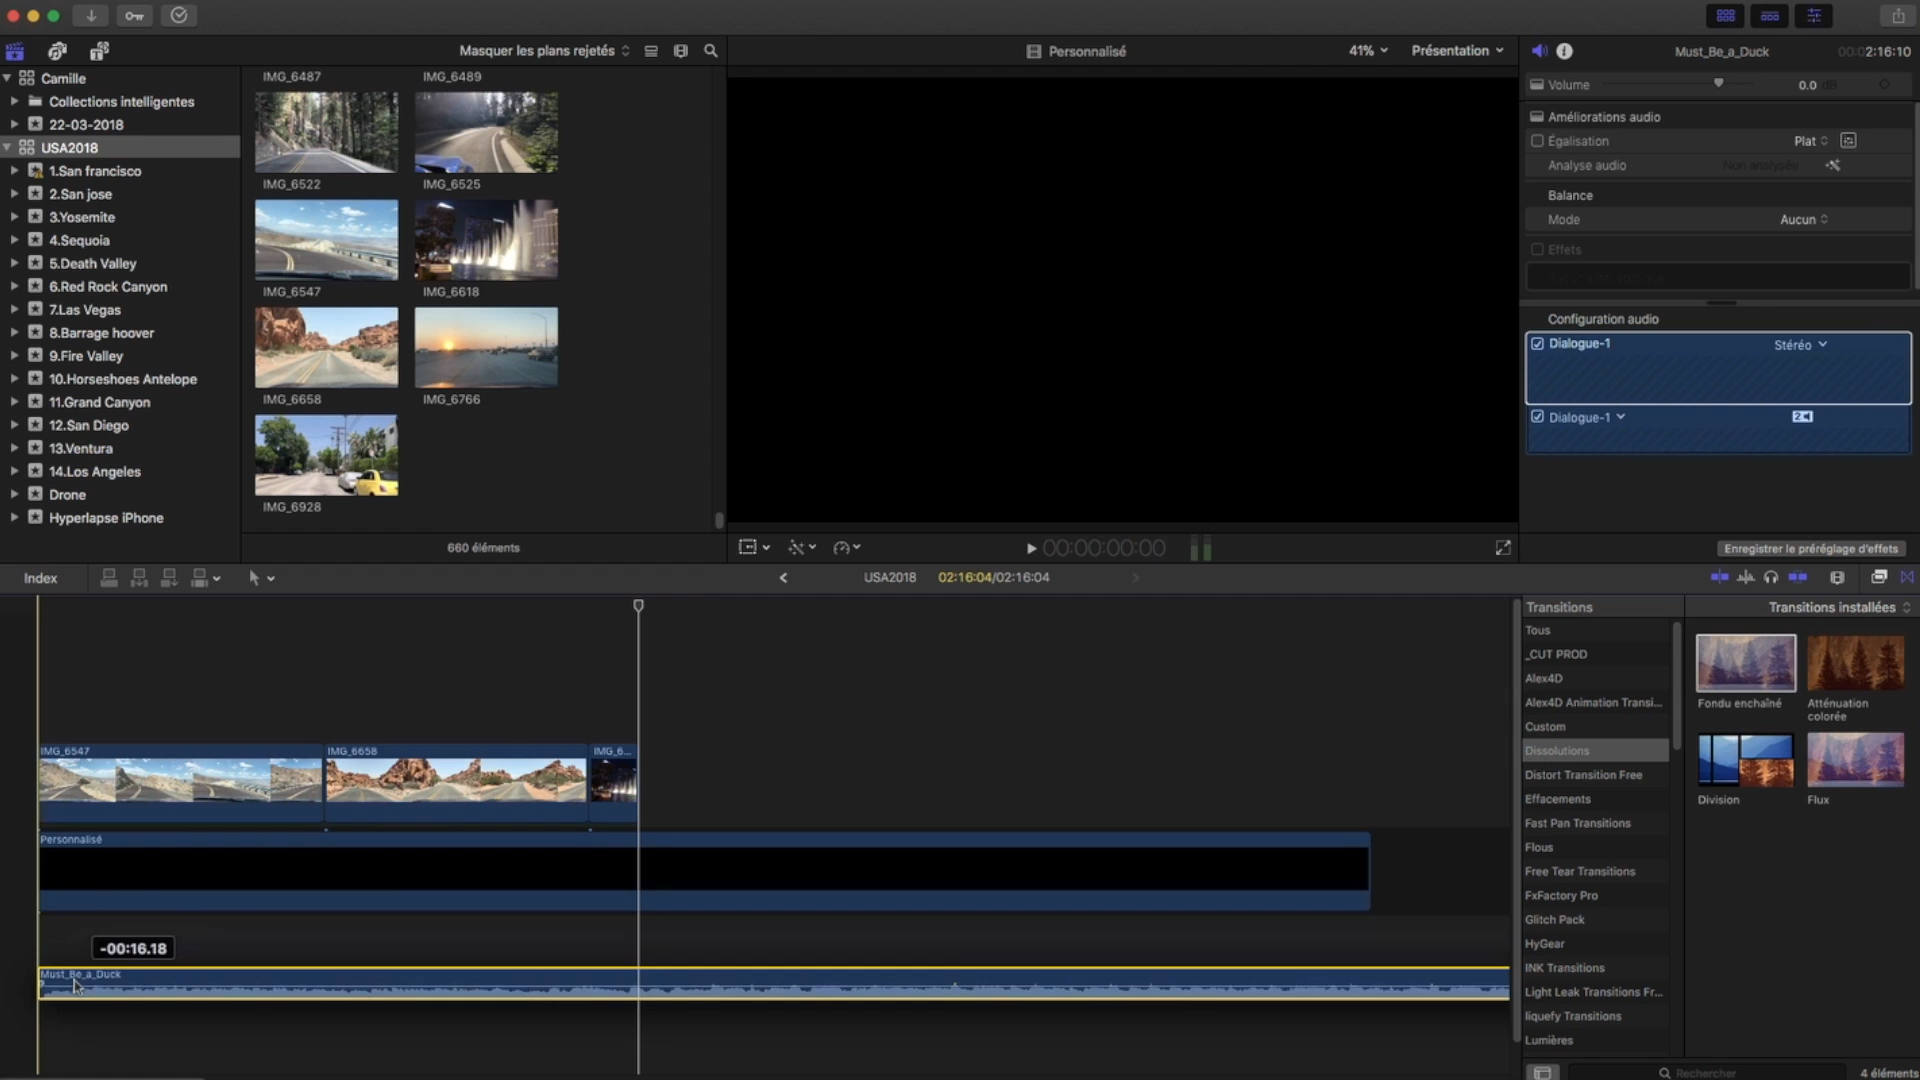 Masquer les plans rejetés
Personnalisé
41%
Présentation
Must_Be_a_Duck
00:02:16:10
Camille
Collections intelligentes
22-03-2018
USA2018
1.San francisco
2.San jose
3.Yosemite
4.Sequoia
5.Death Valley
6.Red Rock Canyon
7.Las Vegas
8.Barrage hoover
9.Fire Valley
10.Horseshoes Antelope
11.Grand Canyon
12.San Diego
13.Ventura
14.Los Angeles
Drone
Hyperlapse iPhone
IMG_6487
IMG_6489
IMG_6522
IMG_6525
IMG_6547
IMG_6618
IMG_6658
IMG_6766
IMG_6928
660 éléments
00:00:00:00
Volume
0.0 dB
Améliorations audio
Égalisation
Plat
Analyse audio
Non analysée
Balance
Mode
Aucun
Effets
Configuration audio
Dialogue-1
Stéréo
Dialogue-1
2
Enregistrer le préréglage d'effets
Index
USA2018
02:16:04/02:16:04
IMG_6547
IMG_6658
IMG_6...
Personnalisé
-00:16.18
Must_Be_a_Duck
Transitions
Transitions installées
Tous
_CUT PROD
Alex4D
Alex4D Animation Transi...
Custom
Dissolutions
Distort Transition Free
Effacements
Fast Pan Transitions
Flous
Free Tear Transitions
FxFactory Pro
Glitch Pack
HyGear
INK Transitions
Light Leak Transitions Fr...
liquefy Transitions
Lumières
Fondu enchaîné
Atténuation
colorée
Division
Flux
Rechercher
4 éléments